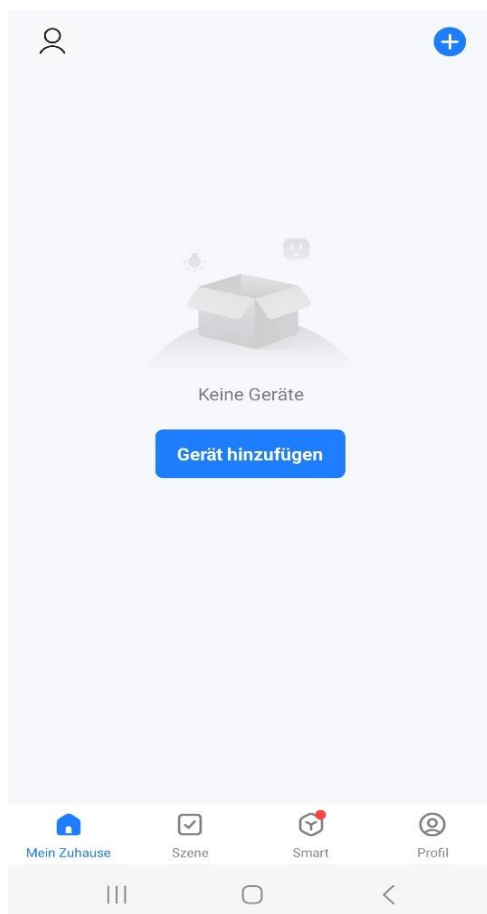 Keine Geräte
Gerät hinzufügen
Mein Zuhause
Szene
Smart
Profil